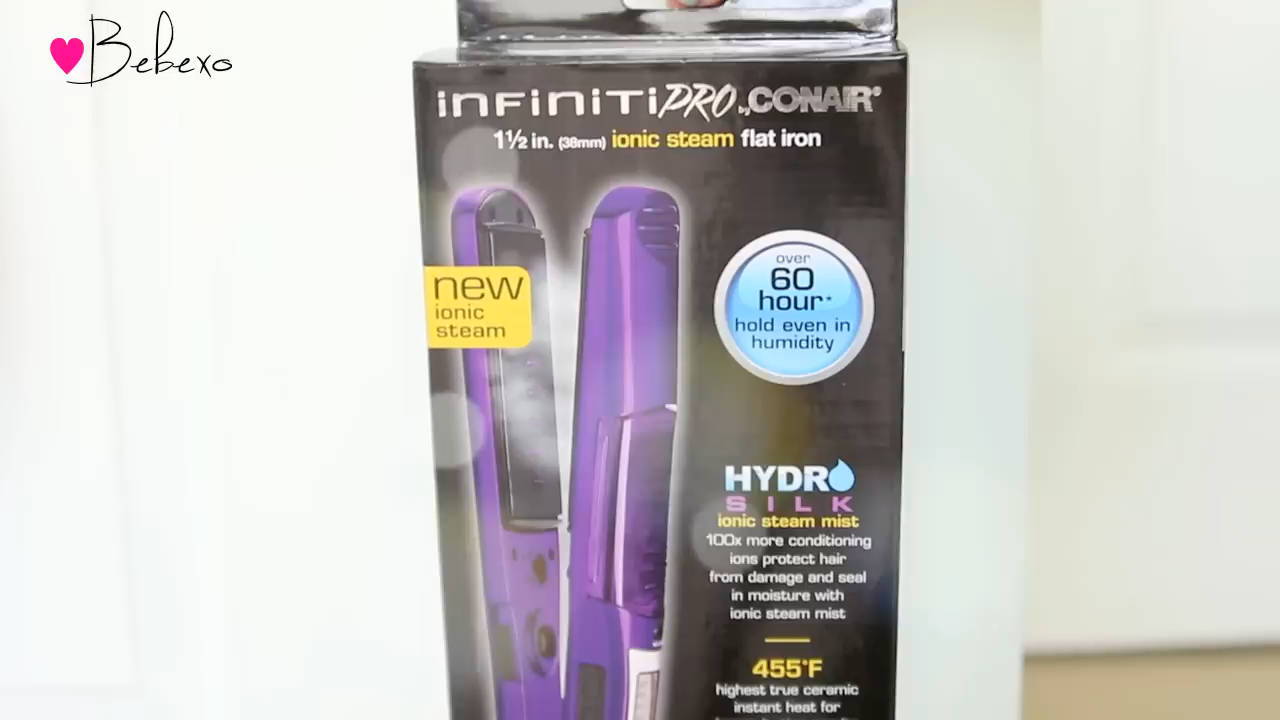 Bebexo
inFiniTiPRO by CONAIR®
1½ in. (38mm) ionic steam flat iron
new
ionic
steam
over
60
hour*
hold even in
humidity
HYDRO
SILK
ionic steam mist
100x more conditioning
ions protect hair
from damage and seal
in moisture with
ionic steam mist
455°F
highest true ceramic
instant heat for